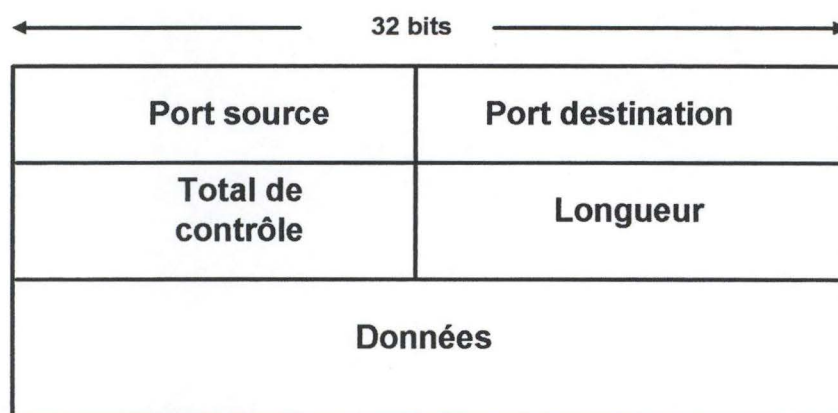 32 bits
Port source
Port destination
Total de
contrôle
Longueur
Données